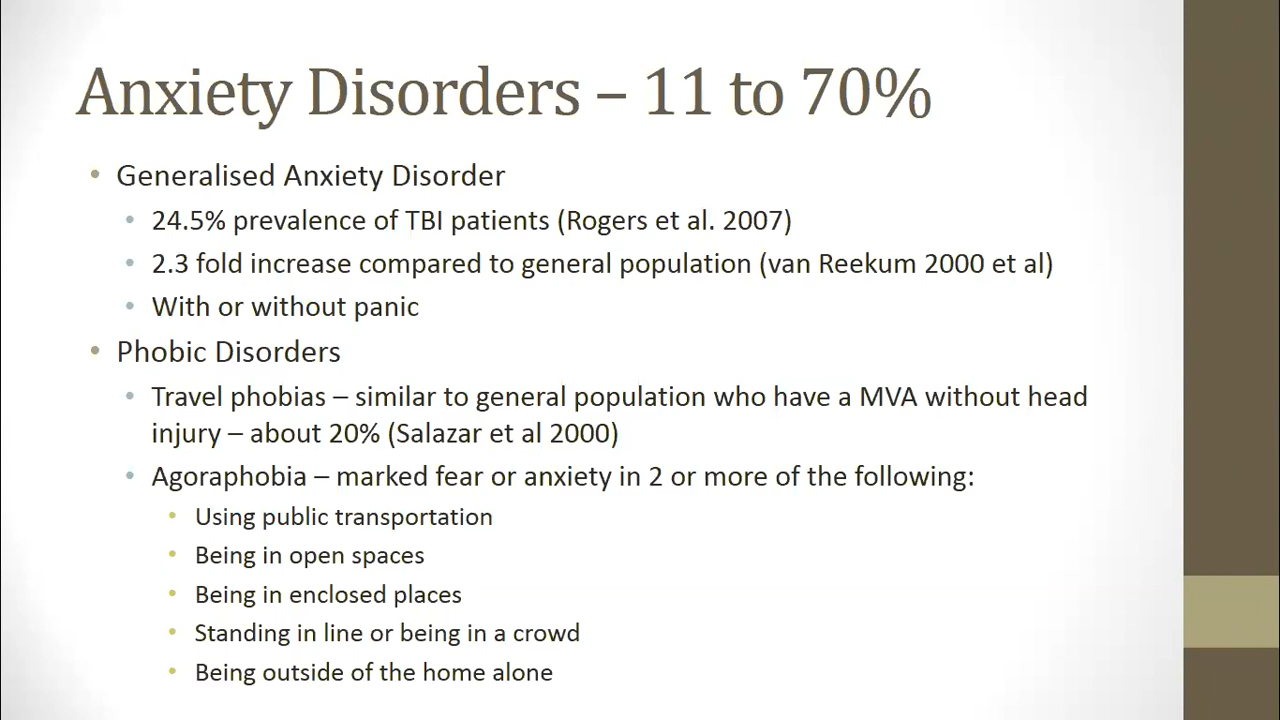 Anxiety Disorders – 11 to 70%
• Generalised Anxiety Disorder
• 24.5% prevalence of TBI patients (Rogers et al. 2007)
• 2.3 fold increase compared to general population (van Reekum 2000 et al)
• With or without panic
• Phobic Disorders
• Travel phobias – similar to general population who have a MVA without head
injury – about 20% (Salazar et al 2000)
• Agoraphobia – marked fear or anxiety in 2 or more of the following:
• Using public transportation
• Being in open spaces
• Being in enclosed places
• Standing in line or being in a crowd
• Being outside of the home alone